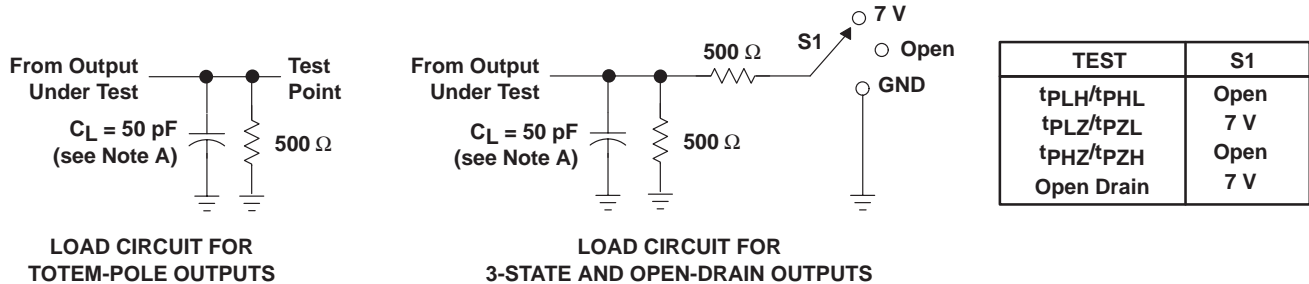 From Output
Under Test
Test
Point
CL = 50 pF
(see Note A)
500 Ω
LOAD CIRCUIT FOR
TOTEM-POLE OUTPUTS
From Output
Under Test
500 Ω
S1
7 V
Open
GND
CL = 50 pF
(see Note A)
500 Ω
LOAD CIRCUIT FOR
3-STATE AND OPEN-DRAIN OUTPUTS
TEST S1
tPLH/tPHL Open
tPLZ/tPZL 7 V
tPHZ/tPZH Open
Open Drain 7 V